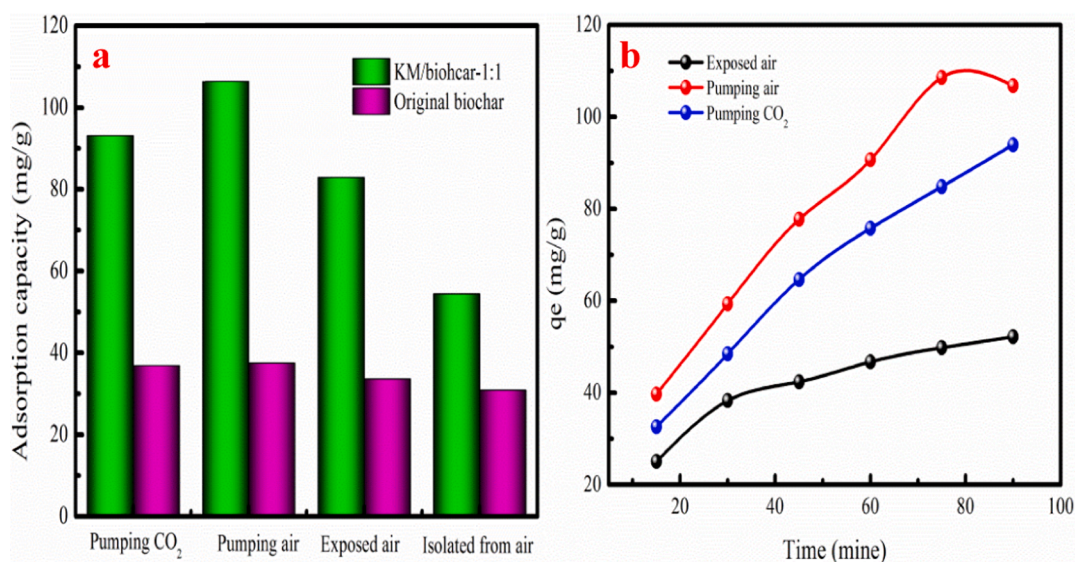 a
KM/biohcar-1:1
Original biochar
Adsorption capacity (mg/g)
120
100
80
60
40
20
0
Pumping CO₂
Pumping air
Exposed air
Isolated from air
b
Exposed air
Pumping air
Pumping CO₂
qe (mg/g)
120
100
80
60
40
20
20
40
60
80
100
Time (mine)